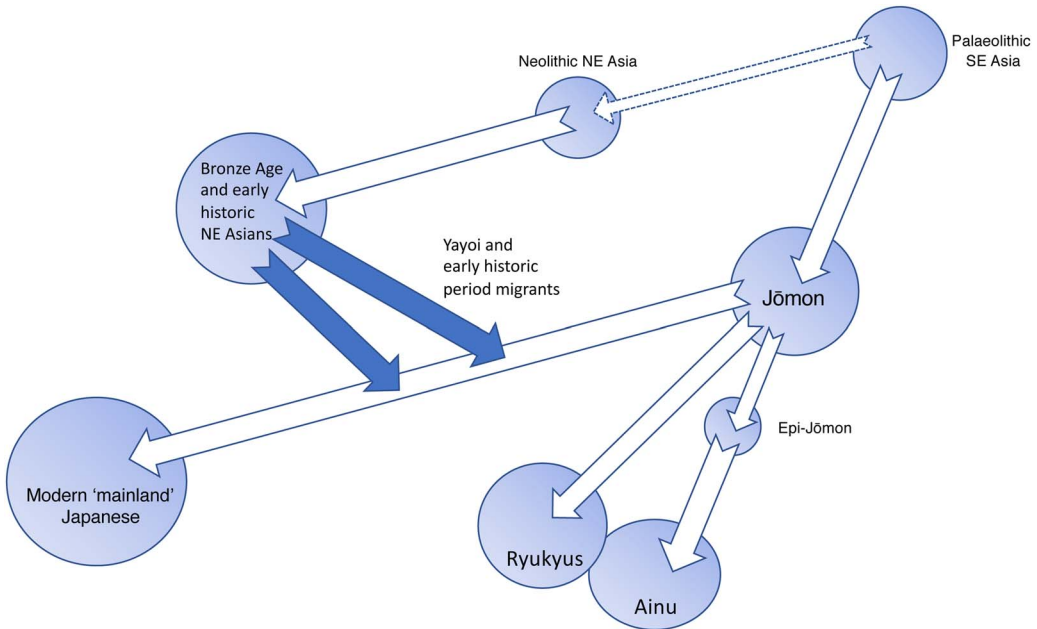 Palaeolithic
SE Asia
Neolithic NE Asia
Bronze Age
and early
historic
NE Asians
Yayoi and
early historic
period migrants
Jōmon
Epi-Jōmon
Modern ‘mainland’
Japanese
Ryukyus
Ainu